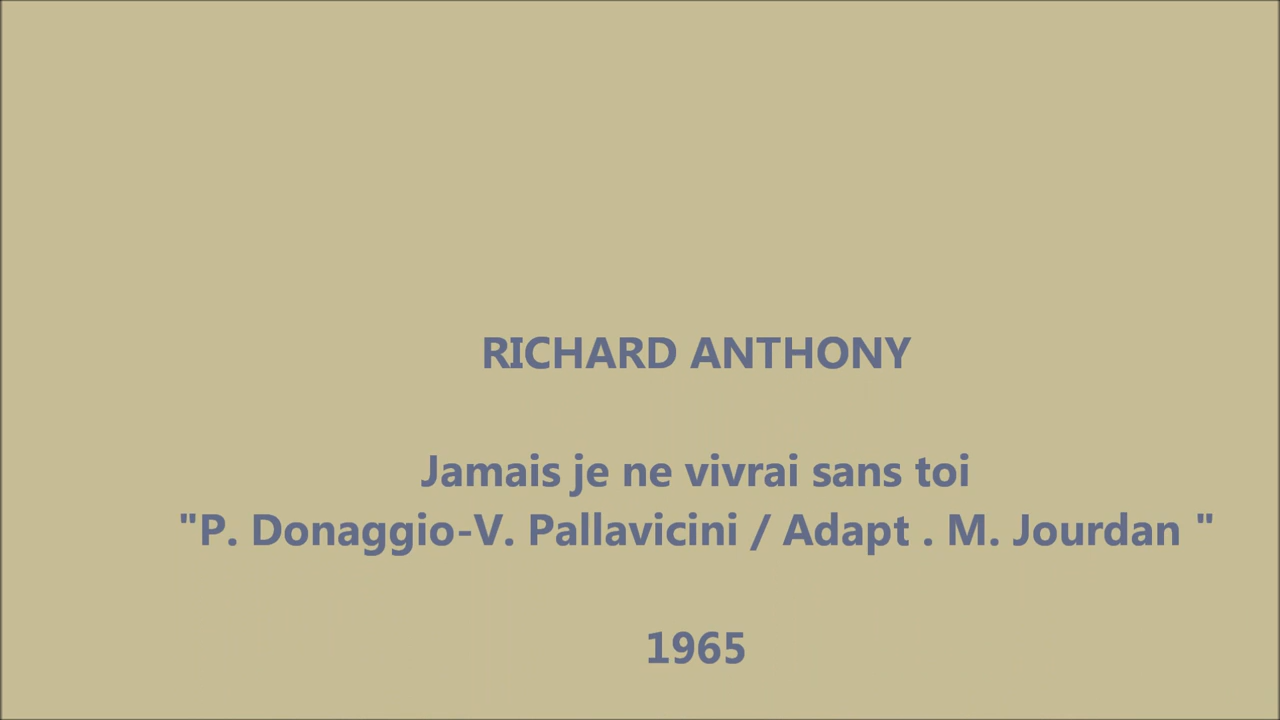 RICHARD ANTHONY
Jamais je ne vivrai sans toi
"P. Donaggio-V. Pallavicini / Adapt . M. Jourdan "
1965